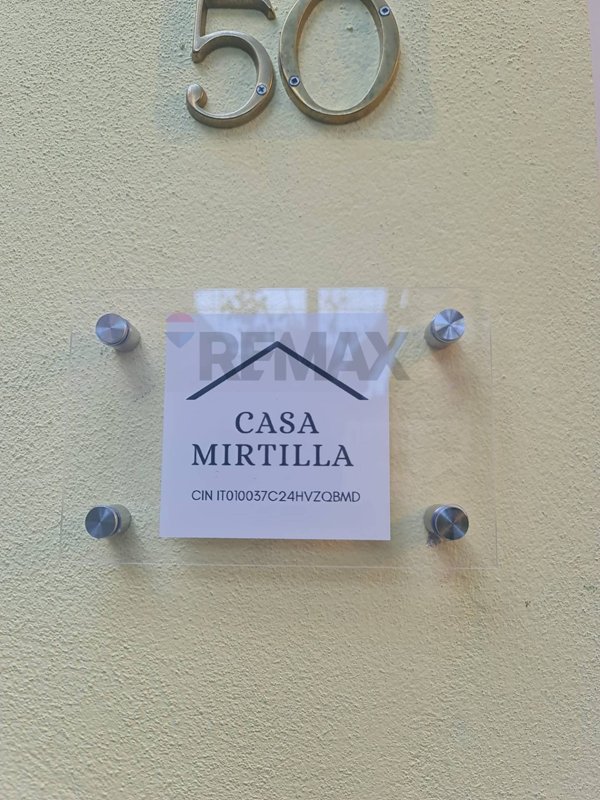 50
RE/MAX
CASA
MIRTILLA
CIN IT010037C24HVZQBMD